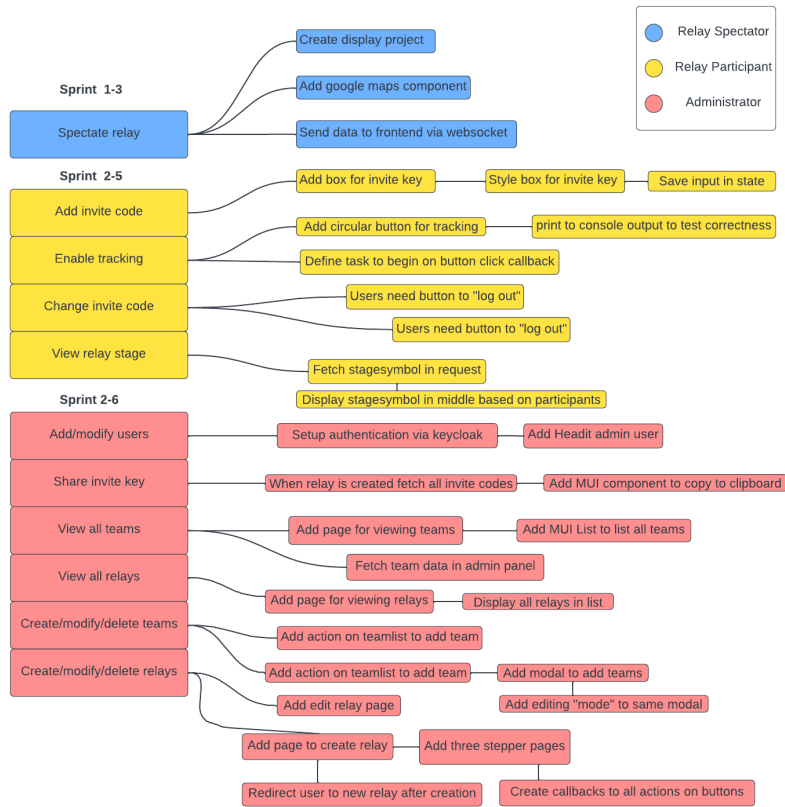 Relay Spectator
Relay Participant
Administrator
Sprint 1-3
Spectate relay
Create display project
Add google maps component
Send data to frontend via websocket
Sprint 2-5
Add invite code
Add box for invite key
Style box for invite key
Save input in state
Enable tracking
Add circular button for tracking
print to console output to test correctness
Define task to begin on button click callback
Change invite code
Users need button to "log out"
Users need button to "log out"
View relay stage
Fetch stagesymbol in request
Display stagesymbol in middle based on participants
Sprint 2-6
Add/modify users
Setup authentication via keycloak
Add Headit admin user
Share invite key
When relay is created fetch all invite codes
Add MUI component to copy to clipboard
View all teams
Add page for viewing teams
Add MUI List to list all teams
Fetch team data in admin panel
View all relays
Add page for viewing relays
Display all relays in list
Create/modify/delete teams
Add action on teamlist to add team
Add action on teamlist to add team
Add modal to add teams
Add editing "mode" to same modal
Create/modify/delete relays
Add edit relay page
Add page to create relay
Add three stepper pages
Redirect user to new relay after creation
Create callbacks to all actions on buttons